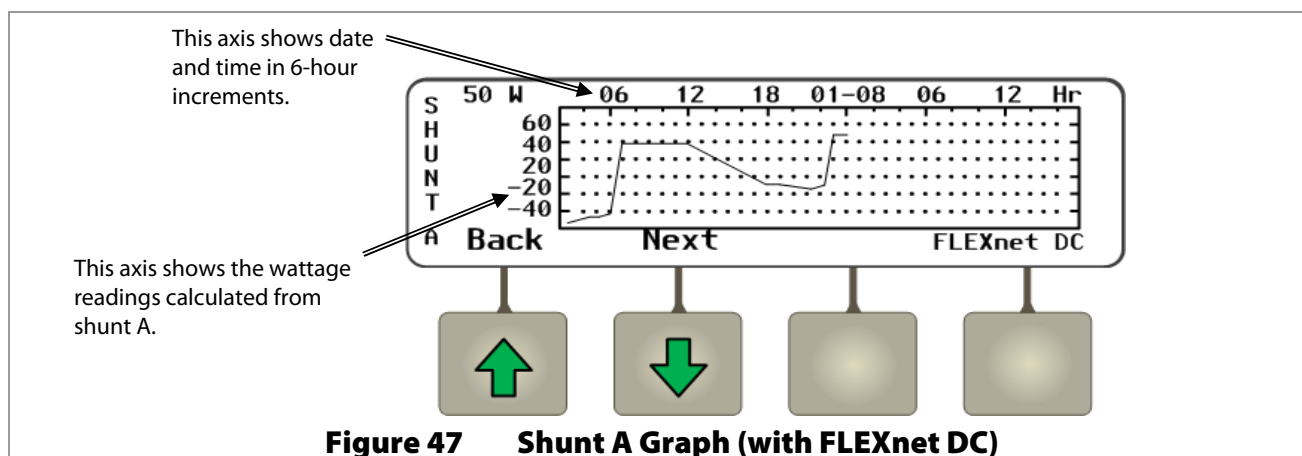 This axis shows date
and time in 6-hour
increments.
SHUNT A
50 W 06 12 18 01-08 06 12 Hr
60
40
20
-20
-40
Back Next FLEXnet DC
This axis shows the wattage
readings calculated from
shunt A.
Figure 47 Shunt A Graph (with FLEXnet DC)